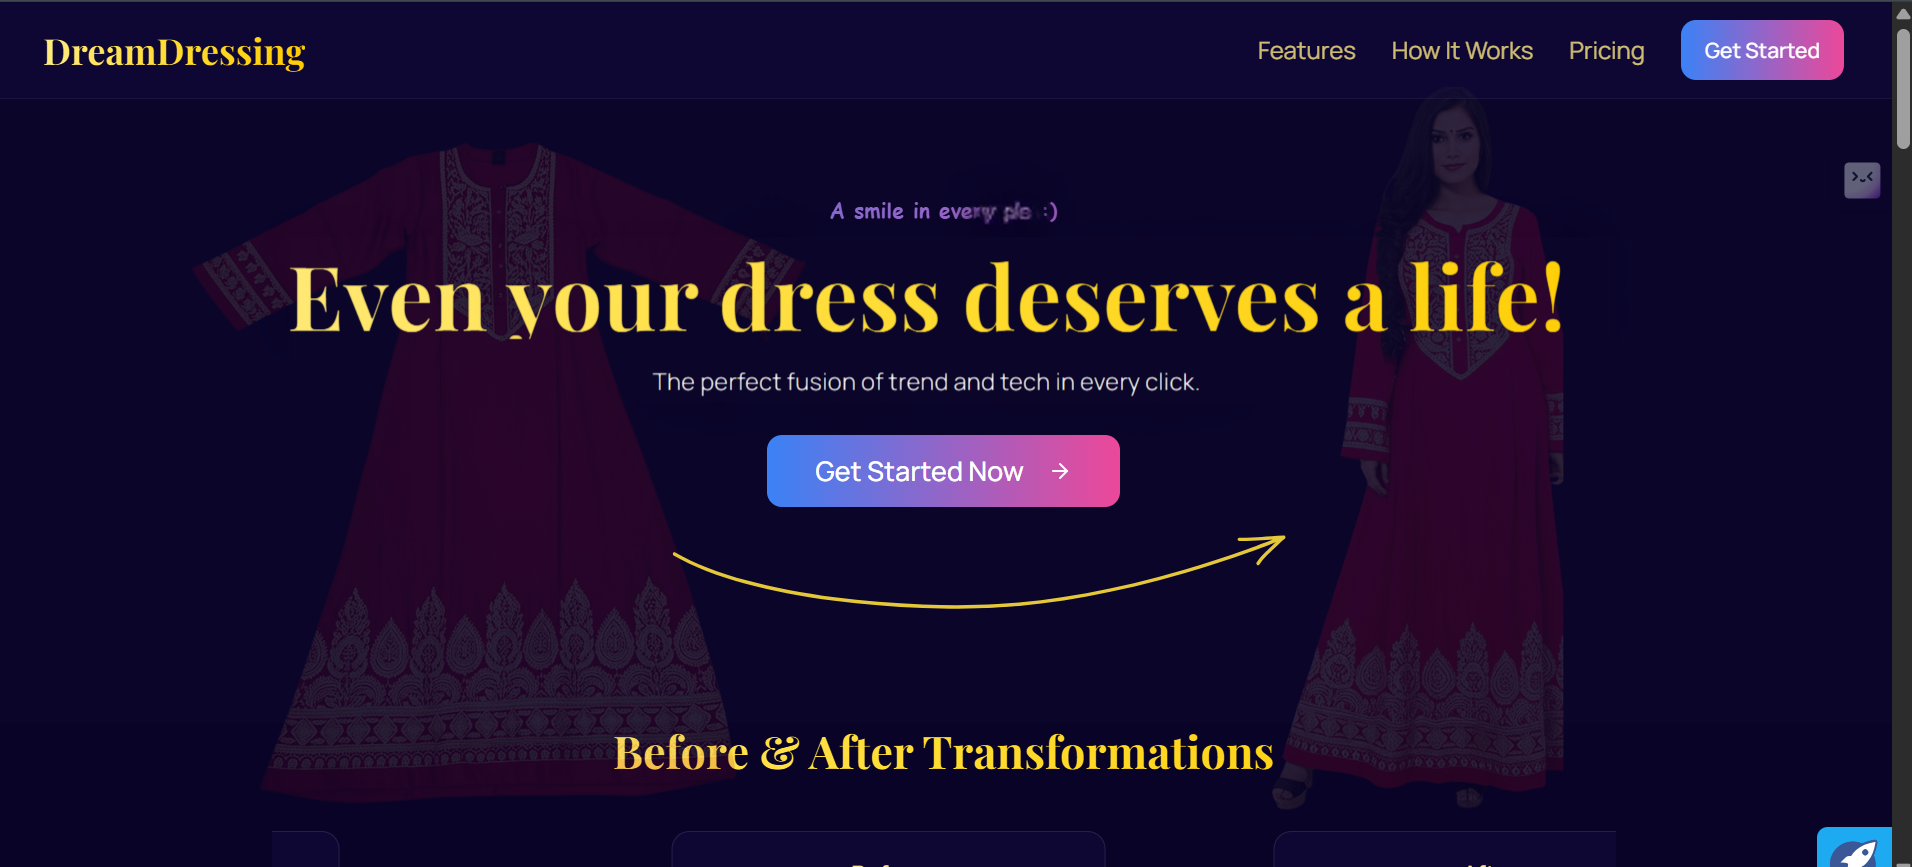 DreamDressing
Features
How It Works
Pricing
Get Started
A smile in every :)
Even your dress deserves a life!
The perfect fusion of trend and tech in every click.
Get Started Now →
Before & After Transformations